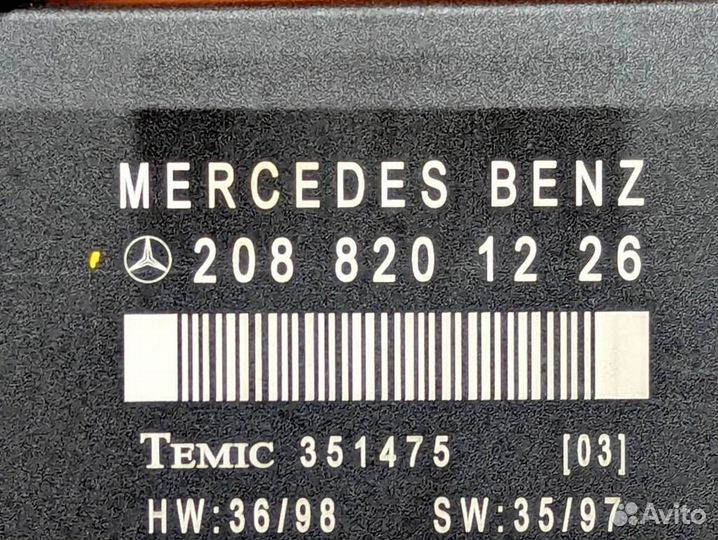 MERCEDES BENZ
208 820 12 26
TEMIC 351475 [03]
HW:36/98 SW:35/97
Avito